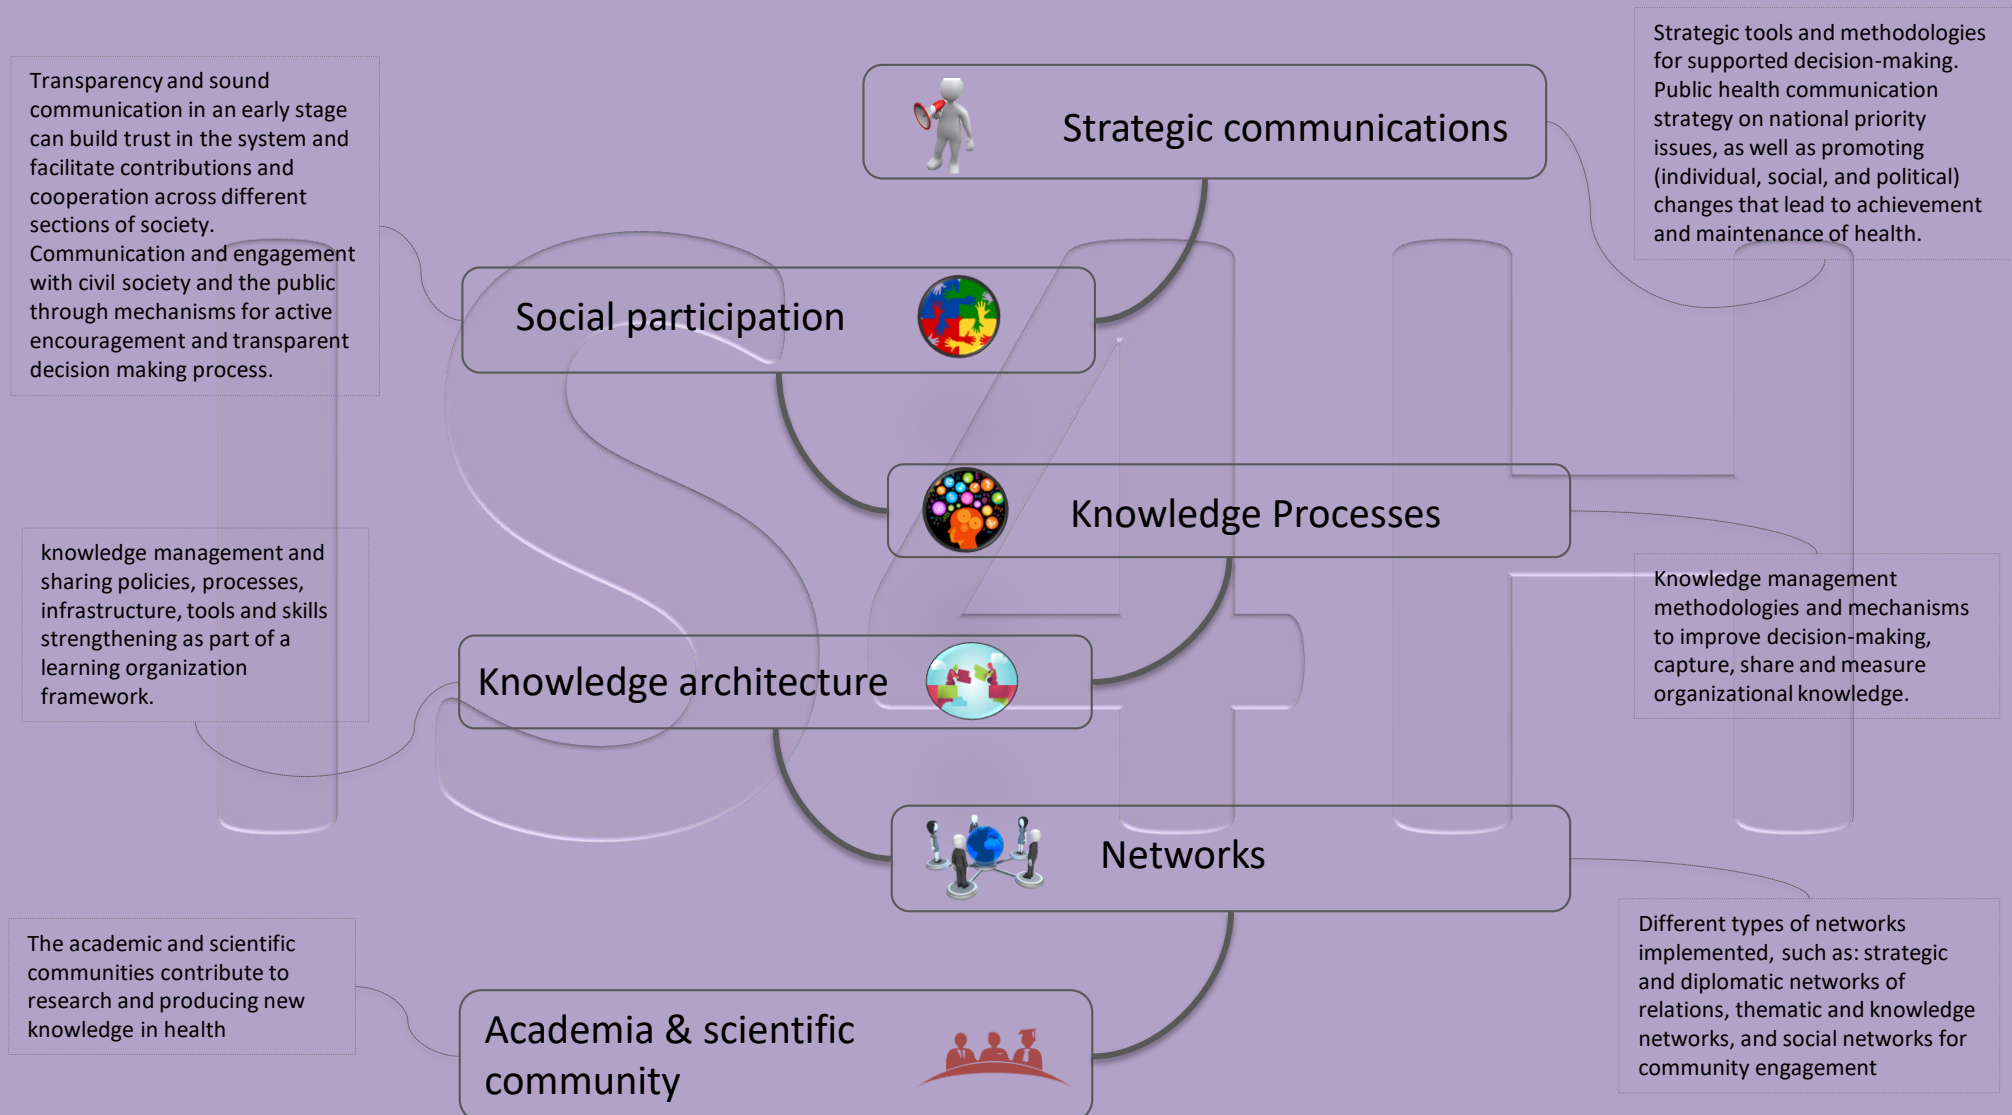 Transparency and sound
communication in an early stage
can build trust in the system and
facilitate contributions and
cooperation across different
sections of society.
Communication and engagement
with civil society and the public
through mechanisms for active
encouragement and transparent
decision making process.
Strategic communications
Strategic tools and methodologies
for supported decision-making.
Public health communication
strategy on national priority
issues, as well as promoting
(individual, social, and political)
changes that lead to achievement
and maintenance of health.
Social participation
Knowledge Processes
knowledge management and
sharing policies, processes,
infrastructure, tools and skills
strengthening as part of a
learning organization
framework.
Knowledge management
methodologies and mechanisms
to improve decision-making,
capture, share and measure
organizational knowledge.
Knowledge architecture
Networks
Different types of networks
implemented, such as: strategic
and diplomatic networks of
relations, thematic and knowledge
networks, and social networks for
community engagement
The academic and scientific
communities contribute to
research and producing new
knowledge in health
Academia & scientific
community
IS4H